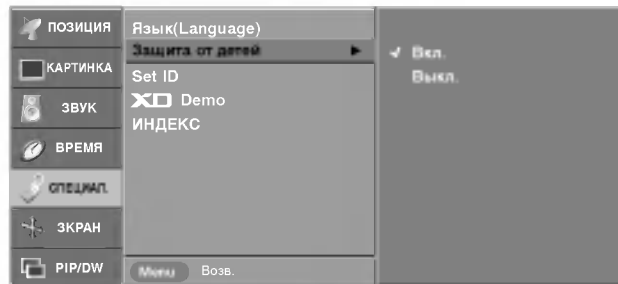 ПОЗИЦИЯ
КАРТИНКА
ЗВУК
ВРЕМЯ
СПЕЦИАЛ.
ЗКРАН
PIP/DW
Язык(Language)
Защита от детей
Set ID
XD Demo
ИНДЕКС
Menu Возв.
Вкл.
Выкл.